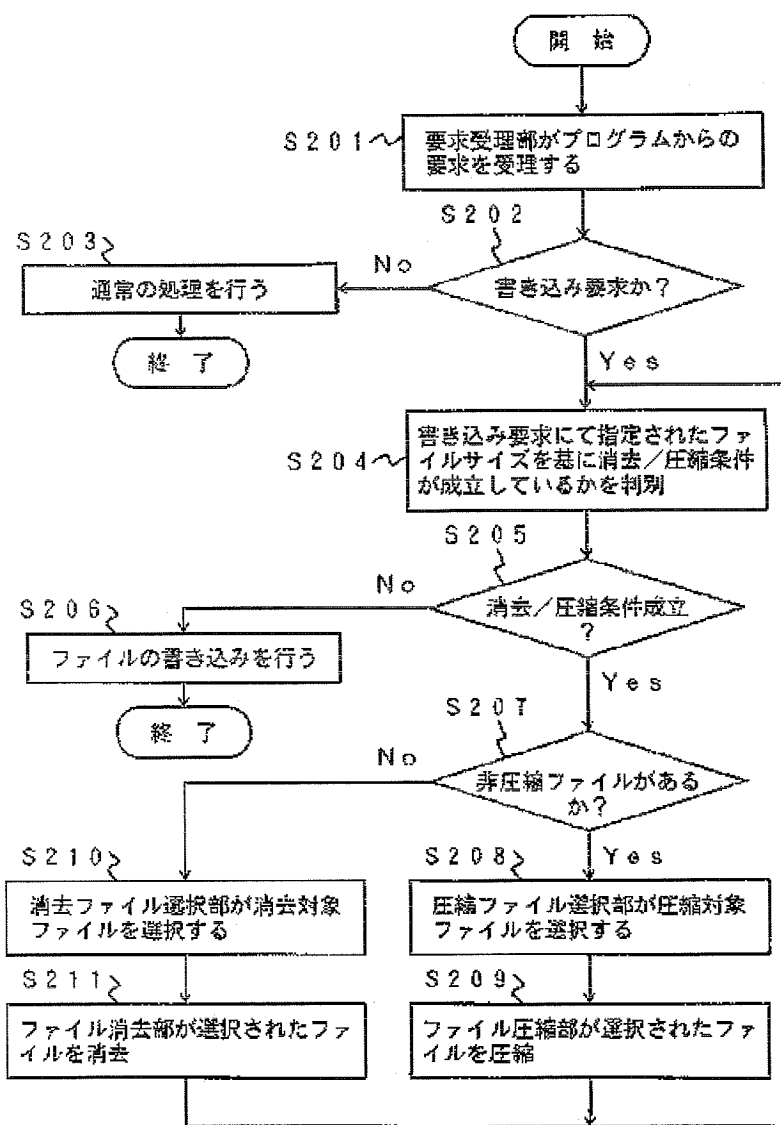 開 始
S201
要求受理部がプログラムからの
要求を受理する
S202
書き込み要求か？
No
S203
通常の処理を行う
終 了
Yes
S204
書き込み要求にて指定されたファ
イルサイズを基に消去／圧縮条件
が成立しているかを判別
S205
消去／圧縮条件成立
？
No
S206
ファイルの書き込みを行う
終 了
Yes
S207
非圧縮ファイルがある
か？
No
S210
消去ファイル選択部が消去対象
ファイルを選択する
S211
ファイル消去部が選択されたファ
イルを消去
S208
Yes
圧縮ファイル選択部が圧縮対象
ファイルを選択する
S209
ファイル圧縮部が選択されたファ
イルを圧縮